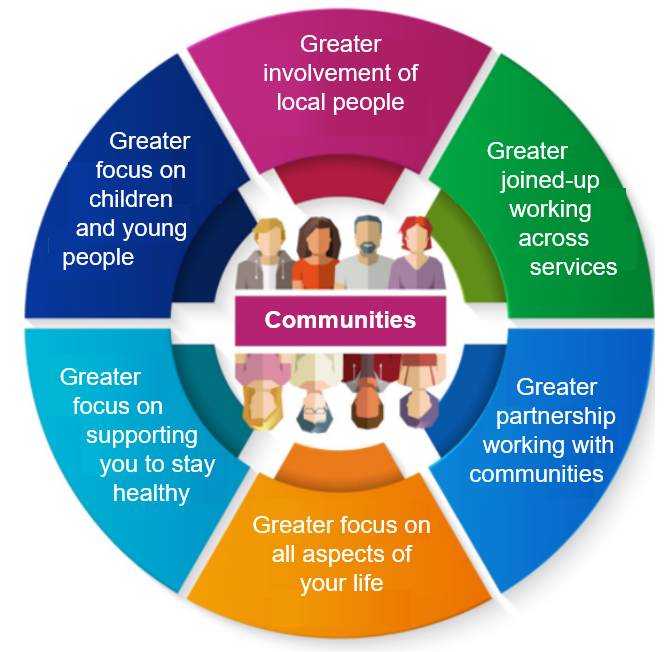 Greater
involvement of
local people
Greater
joined-up
working
across
services
Greater
partnership
working with
communities
Greater focus on
all aspects of
your life
Greater
focus on
supporting
you to stay
healthy
Greater
focus on
children
and young
people
Communities